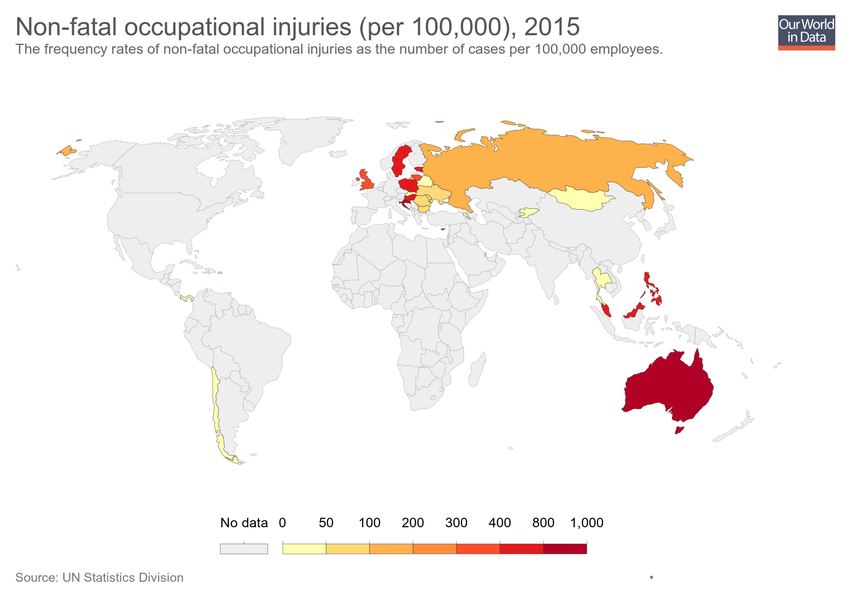 Non-fatal occupational injuries (per 100,000), 2015
Our World
in Data
The frequency rates of non-fatal occupational injuries as the number of cases per 100,000 employees.
No data 0 50 100 200 300 400 800 1,000
Source: UN Statistics Division